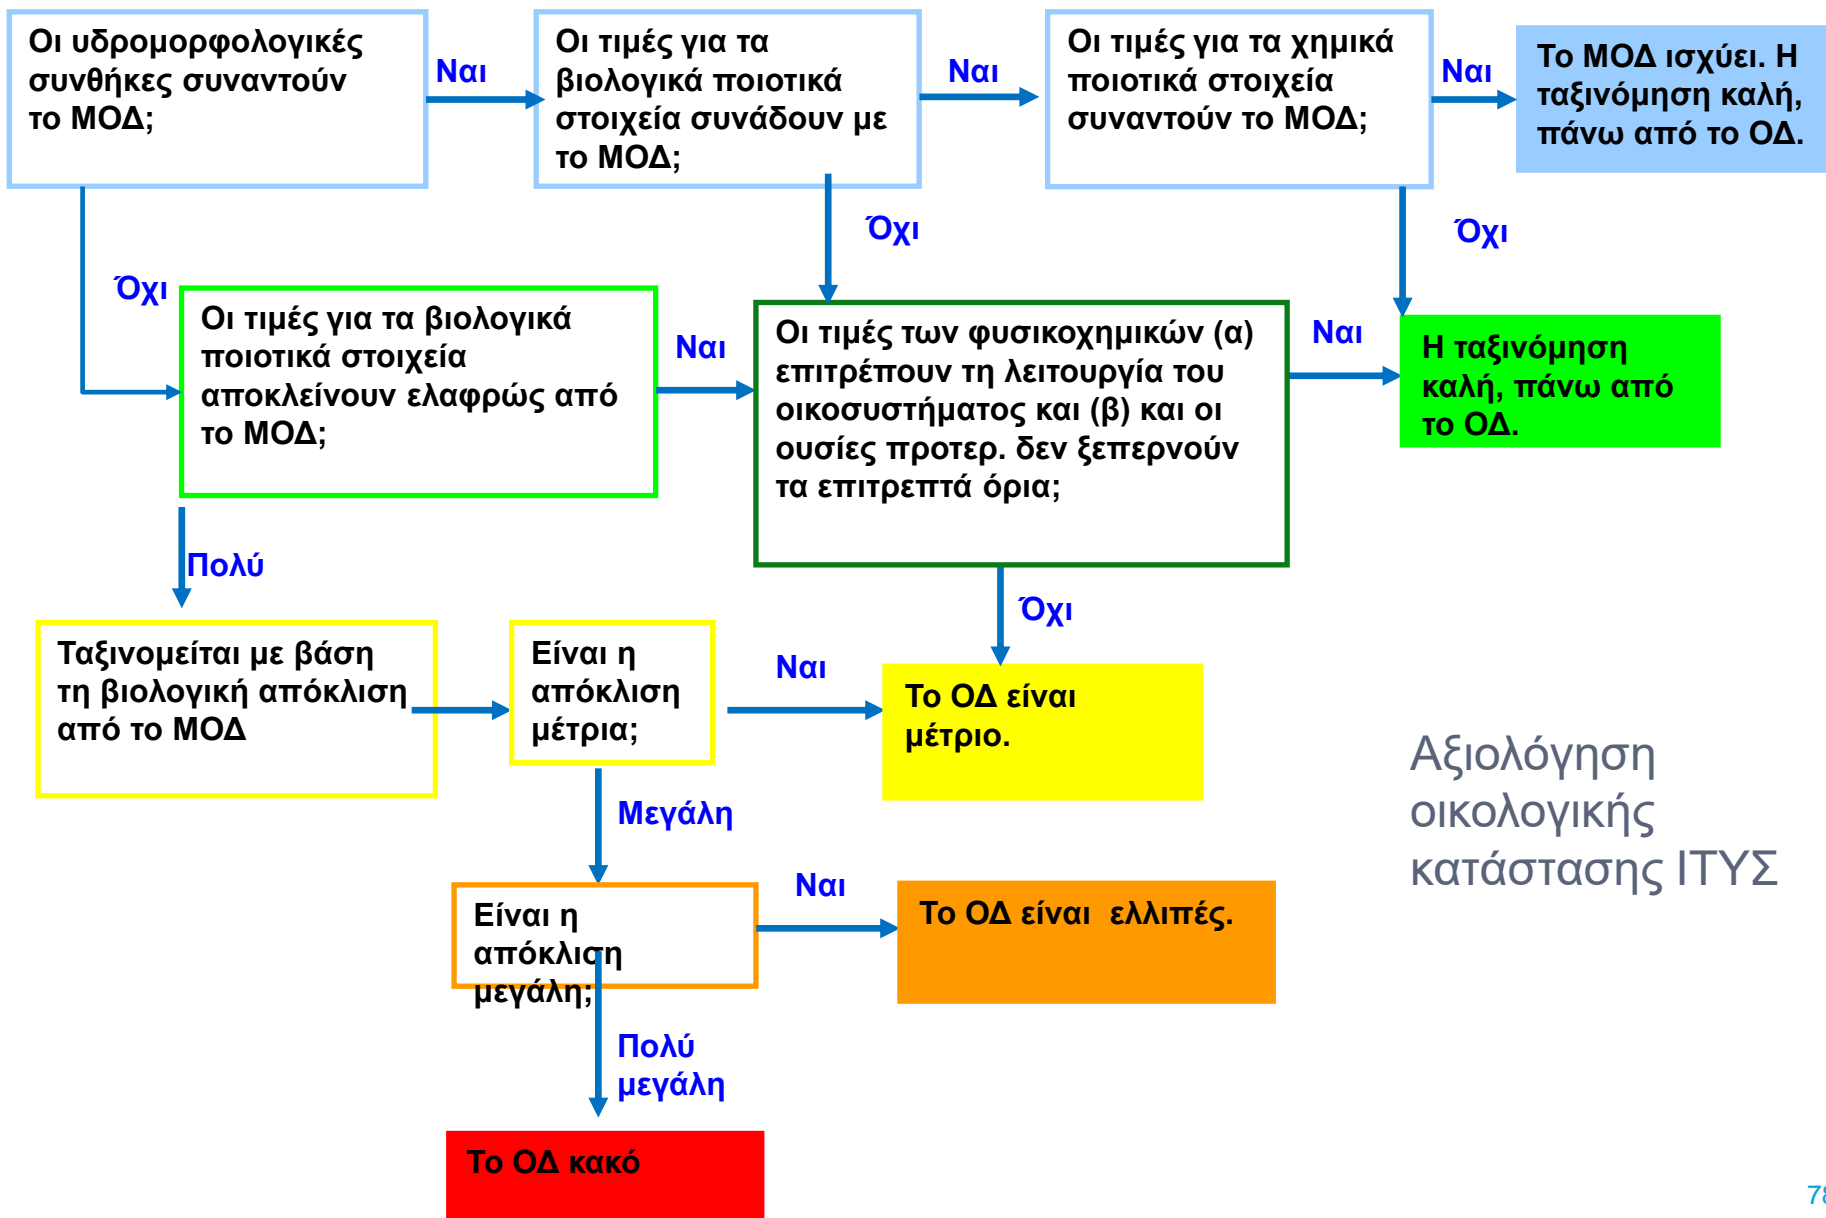 Οι υδρομορφολογικές
συνθήκες συναντούν
το ΜΟΔ;
Ναι
Οι τιμές για τα
βιολογικά ποιοτικά
στοιχεία συνάδουν με
το ΜΟΔ;
Ναι
Οι τιμές για τα χημικά
ποιοτικά στοιχεία
συναντούν το ΜΟΔ;
Ναι
Το ΜΟΔ ισχύει. Η
ταξινόμηση καλή,
πάνω από το ΟΔ.
Όχι
Όχι
Όχι
Οι τιμές για τα βιολογικά
ποιοτικά στοιχεία
αποκλείνουν ελαφρώς από
το ΜΟΔ;
Ναι
Οι τιμές των φυσικοχημικών (α)
επιτρέπουν τη λειτουργία του
οικοσυστήματος και (β) και οι
ουσίες προτερ. δεν ξεπερνούν
τα επιτρεπτά όρια;
Ναι
Η ταξινόμηση
καλή, πάνω από
το ΟΔ.
Πολύ
Όχι
Ταξινομείται με βάση
τη βιολογική απόκλιση
από το ΜΟΔ
Είναι η
απόκλιση
μέτρια;
Ναι
Το ΟΔ είναι
μέτριο.
Αξιολόγηση
οικολογικής
κατάστασης ΙΤΥΣ
Μεγάλη
Είναι η
απόκλιση
μεγάλη;
Ναι
Το ΟΔ είναι ελλιπές.
Πολύ
μεγάλη
Το ΟΔ κακό
78